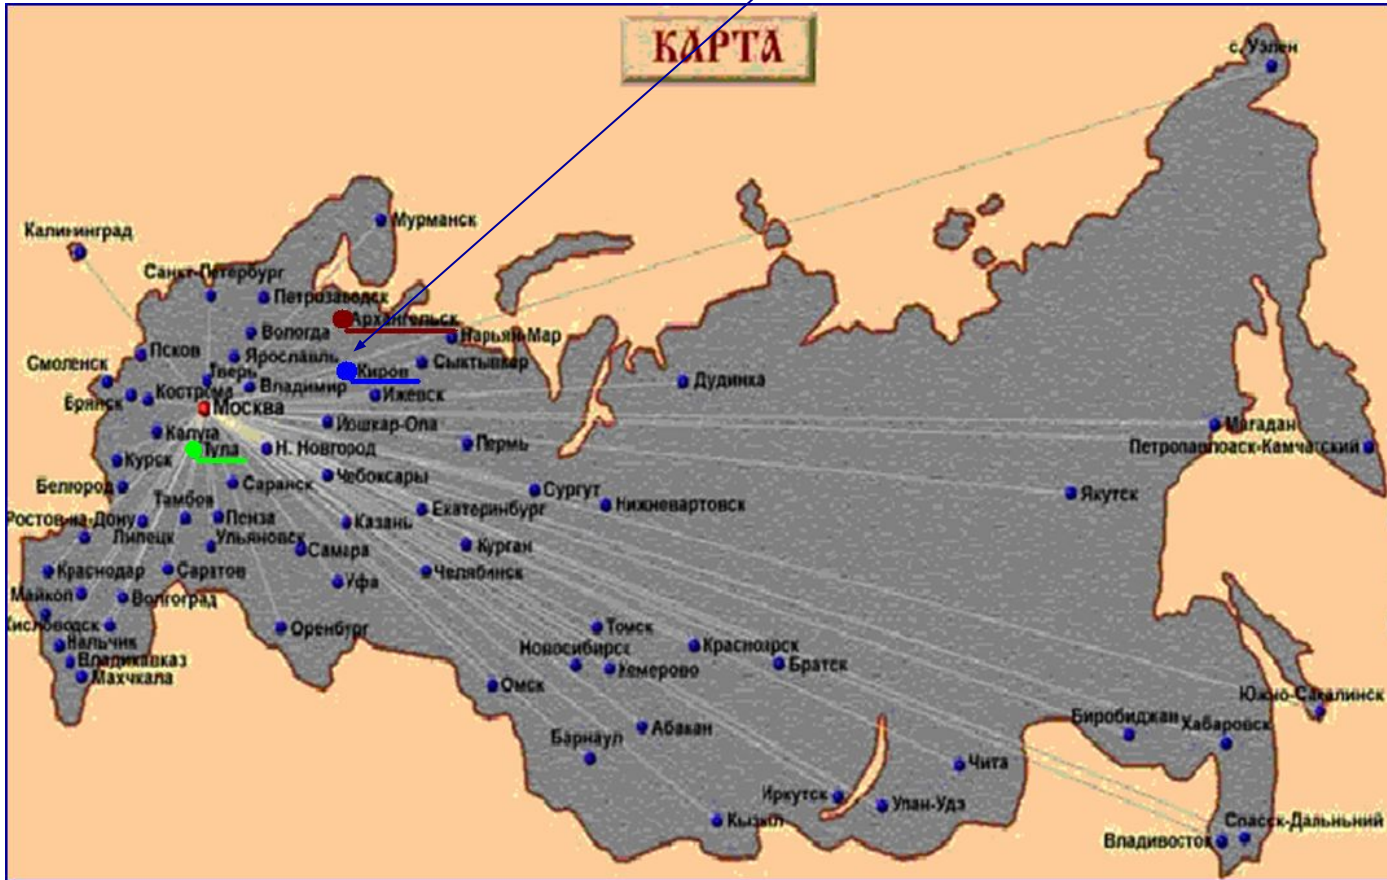 КАРТА
с. Уэлен
Мурманск
Калининград
Санкт-Петербург
Петрозаводск
Архангельск
Вологда
Нарьян-Мар
Псков
Ярославль
Сыктывкар
Смоленск
Тверь
Киров
Дудинка
Владимир
Кострома
Ижевск
Брянск
Москва
Йошкар-Ола
Магадан
Калуга
Пермь
Петропавлоаск-Камчатский
Тула
Н. Новгород
Курск
Чебоксары
Белгород
Саранск
Сургут
Якутск
Тамбов
Нижневартовск
Екатеринбург
Ростов-на-Дону
Пенза
Казань
Липецк
Ульяновск
Самара
Курган
Краснодар
Саратов
Челябинск
Уфа
Майкоп
Волгоград
Кисловодск
Оренбург
Томск
Нальчик
Новосибирск
Красноярск
Владикавказ
Кемерово
Братск
Махчкала
Омск
Южно-Сакалинск
Биробиджан
Хабаровск
Абакан
Барнаул
Чита
Иркутск
Улан-Удэ
Кызыл
Спасск-Дальньний
Владивосток